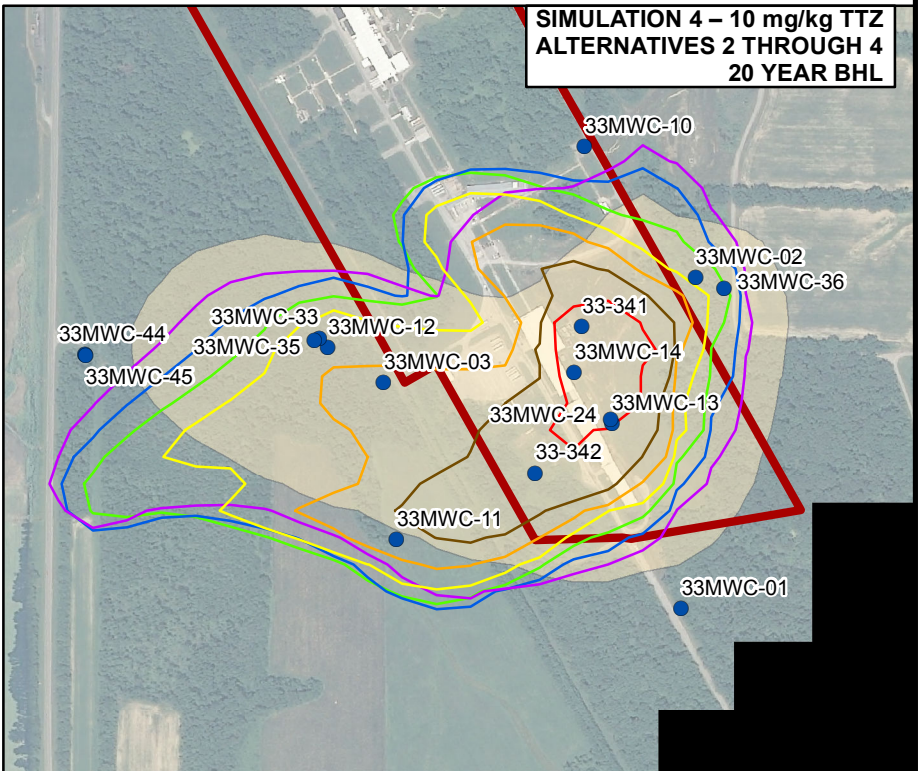 SIMULATION 4 – 10 mg/kg TTZ
ALTERNATIVES 2 THROUGH 4
20 YEAR BHL
33MWC-10
33MWC-02
33MWC-36
33-341
33MWC-33
33MWC-12
33MWC-44
33MWC-35
33MWC-14
33MWC-03
33MWC-45
33MWC-13
33MWC-24
33-342
33MWC-11
33MWC-01